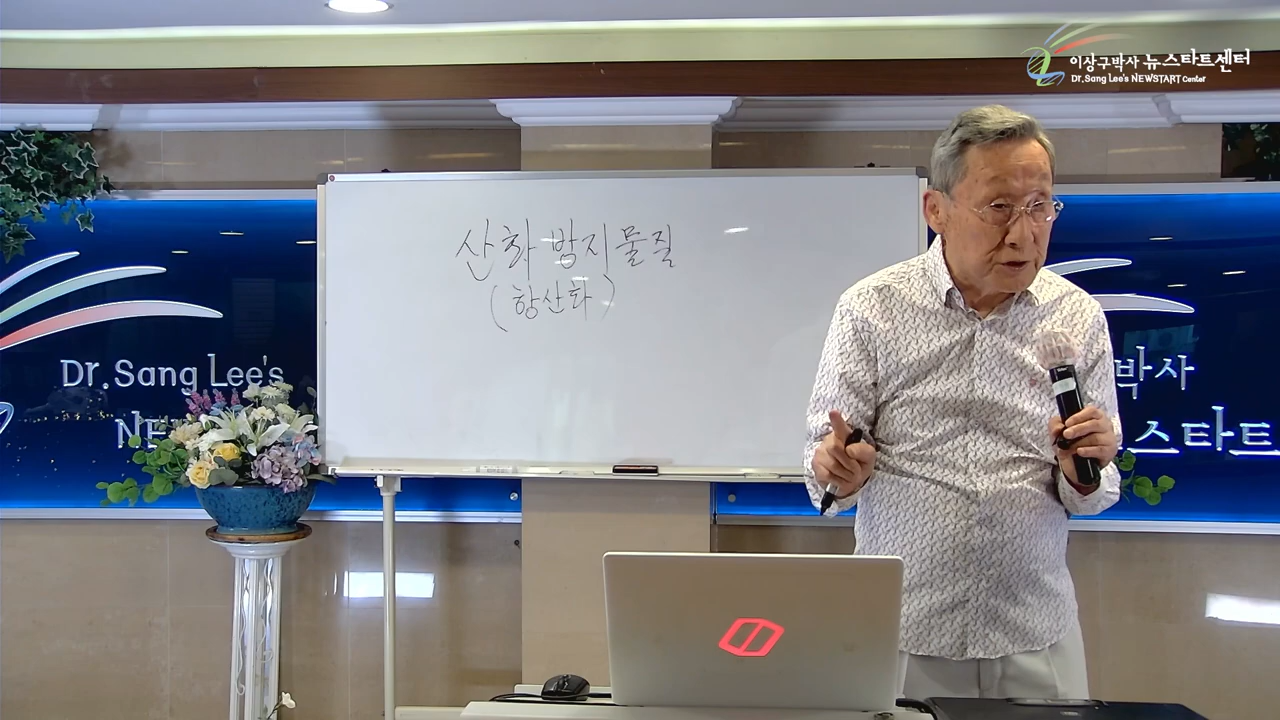 이상구박사 뉴스타트센터
Dr. Sang Lee's NEWSTART Center
산화 방지 물질
(항산화)
Dr. Sang Lee's
NE
박사
스타트